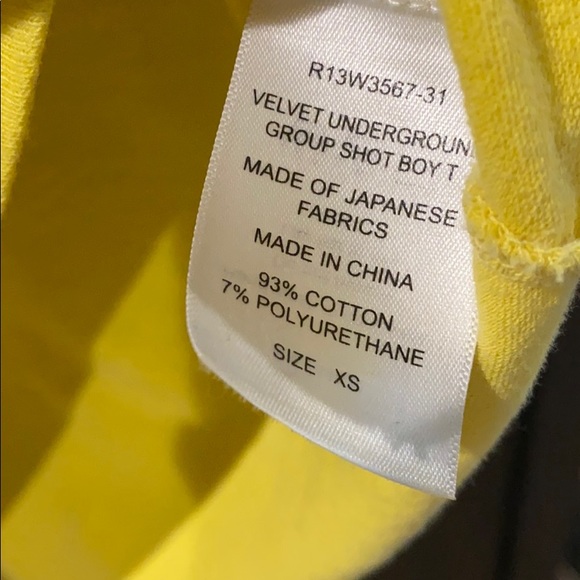 R13W3567-31
VELVET UNDERGROUN
GROUP SHOT BOY T
MADE OF JAPANESE
FABRICS
MADE IN CHINA
93% COTTON
7% POLYURETHANE
SIZE XS